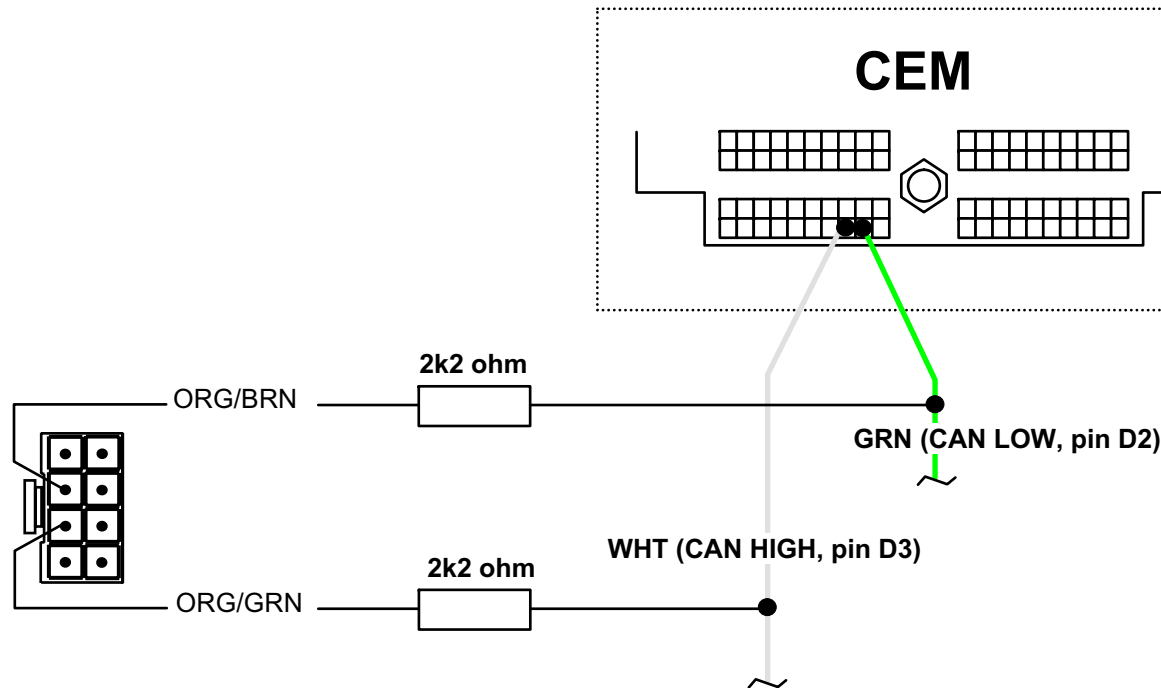 CEM
2k2 ohm
ORG/BRN
GRN (CAN LOW, pin D2)
WHT (CAN HIGH, pin D3)
2k2 ohm
ORG/GRN